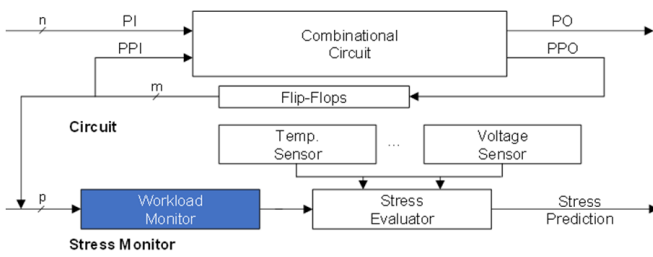 n
PI
PO
Combinational
Circuit
PPI
PPO
m
Flip-Flops
Circuit
Temp.
Sensor
...
Voltage
Sensor
p
Workload
Monitor
Stress
Evaluator
Stress
Prediction
Stress Monitor